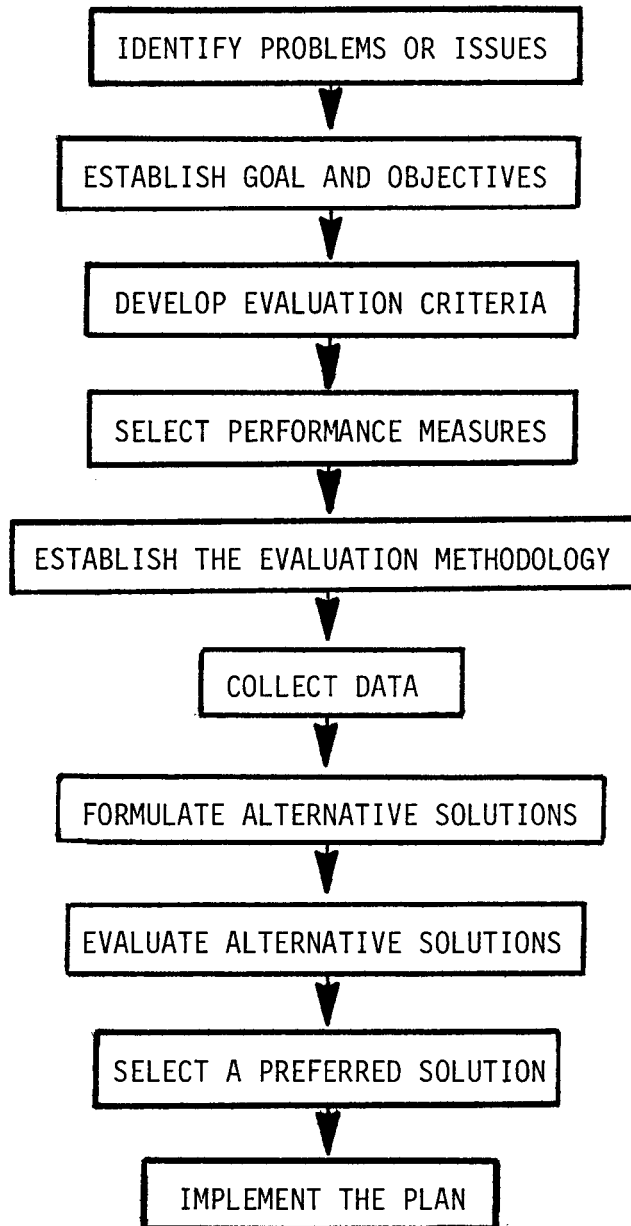 IDENTIFY PROBLEMS OR ISSUES
ESTABLISH GOAL AND OBJECTIVES
DEVELOP EVALUATION CRITERIA
SELECT PERFORMANCE MEASURES
ESTABLISH THE EVALUATION METHODOLOGY
COLLECT DATA
FORMULATE ALTERNATIVE SOLUTIONS
EVALUATE ALTERNATIVE SOLUTIONS
SELECT A PREFERRED SOLUTION
IMPLEMENT THE PLAN